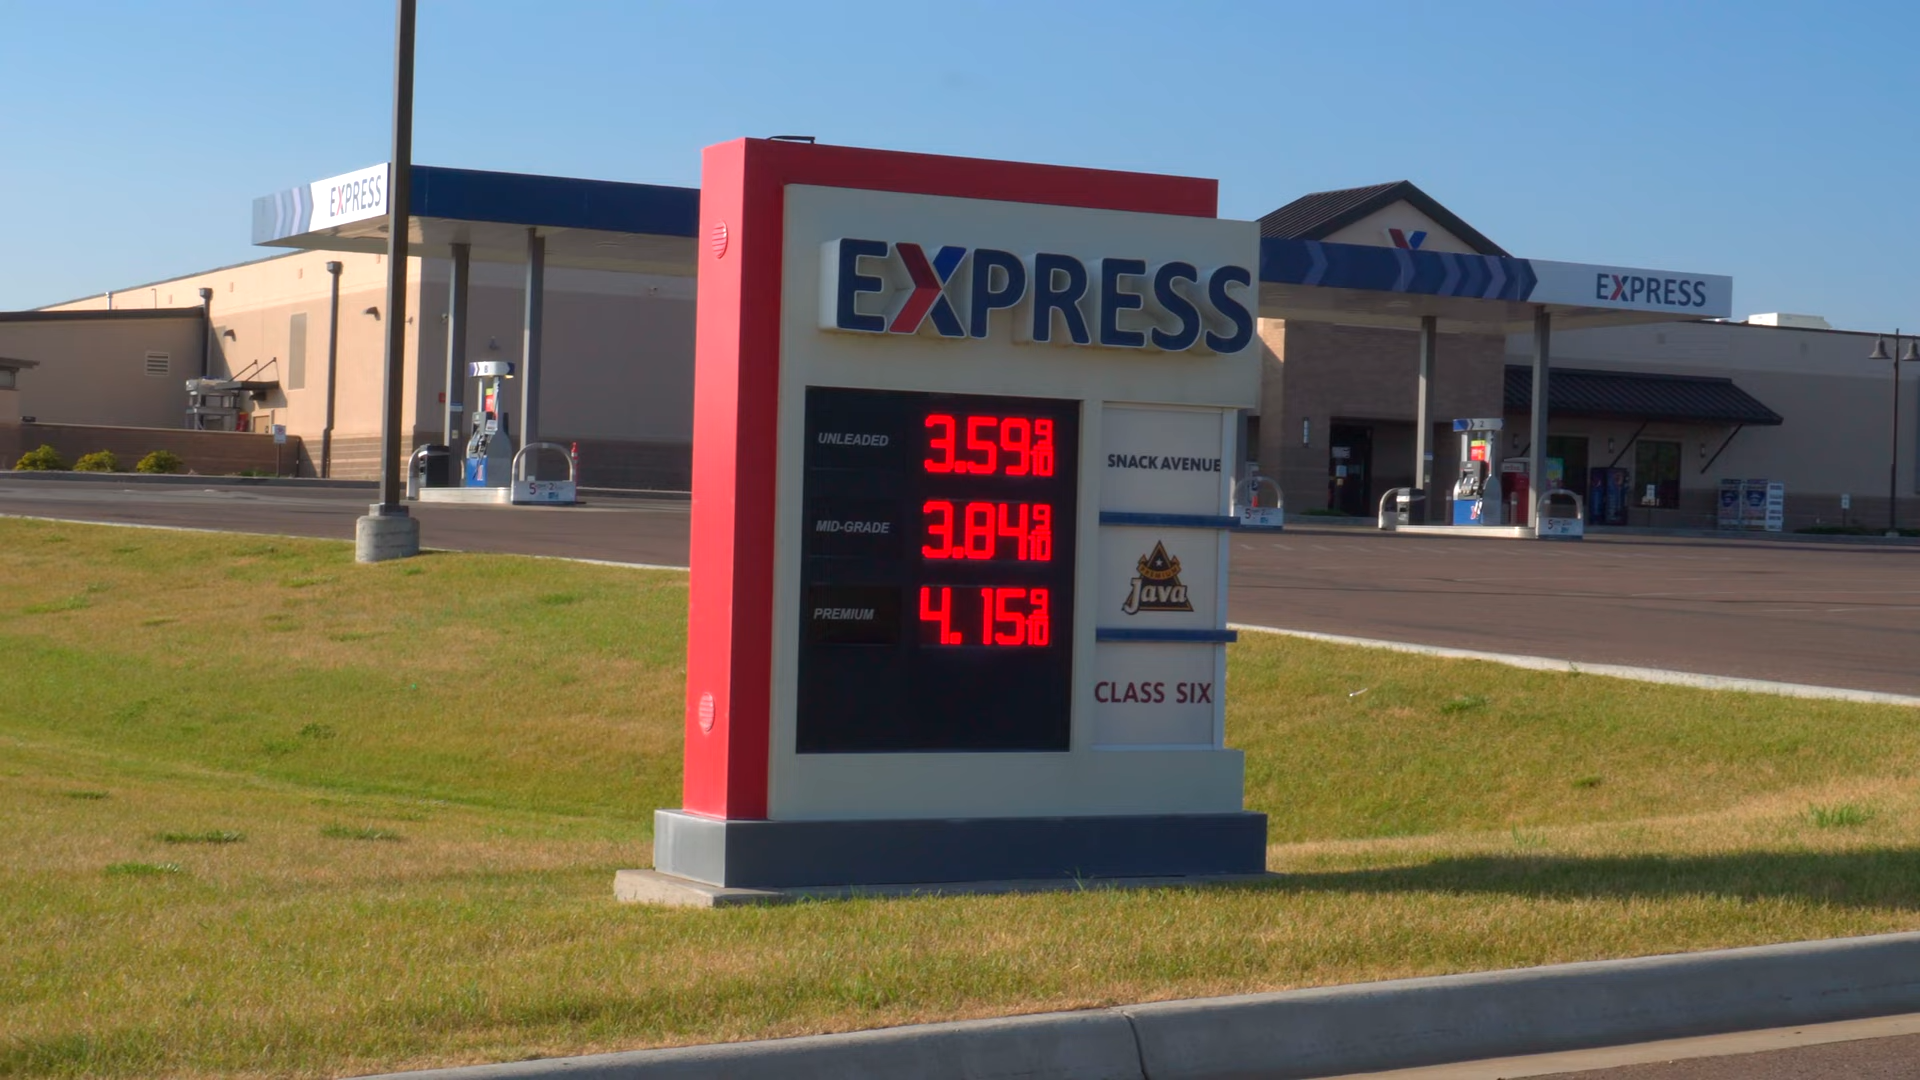 EXPRESS
EXPRESS
EXPRESS
UNLEADED 3.59 9/10
MID-GRADE 3.84 9/10
PREMIUM 4.15 9/10
SNACK AVENUE
PREMIUM
Java
CLASS SIX